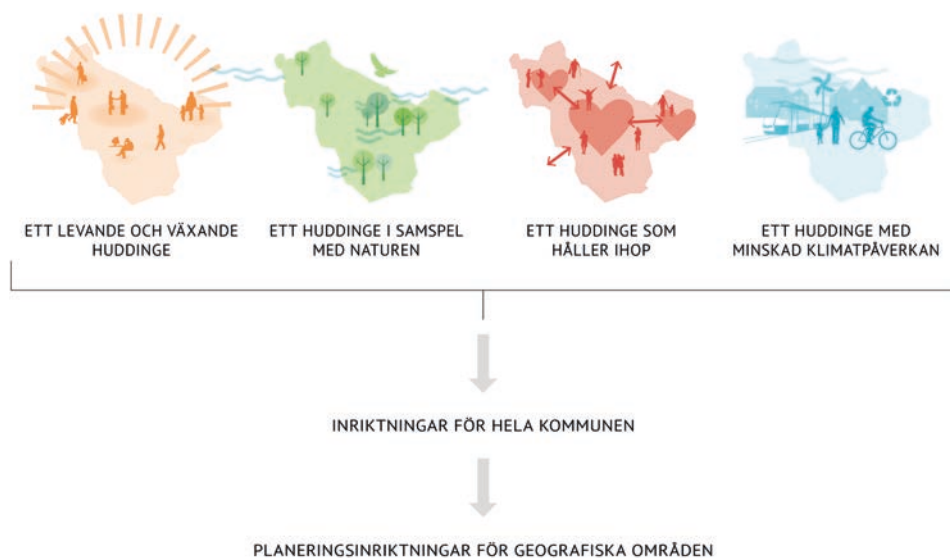 ETT LEVANDE OCH VÄXANDE
HUDDINGE
ETT HUDDINGE I SAMSPEL
MED NATUREN
ETT HUDDINGE SOM
HÅLLER IHOP
ETT HUDDINGE MED
MINSKAD KLIMATPÅVERKAN
INRIKTNINGAR FÖR HELA KOMMUNEN
PLANERINGSINRIKTNINGAR FÖR GEOGRAFISKA OMRÅDEN